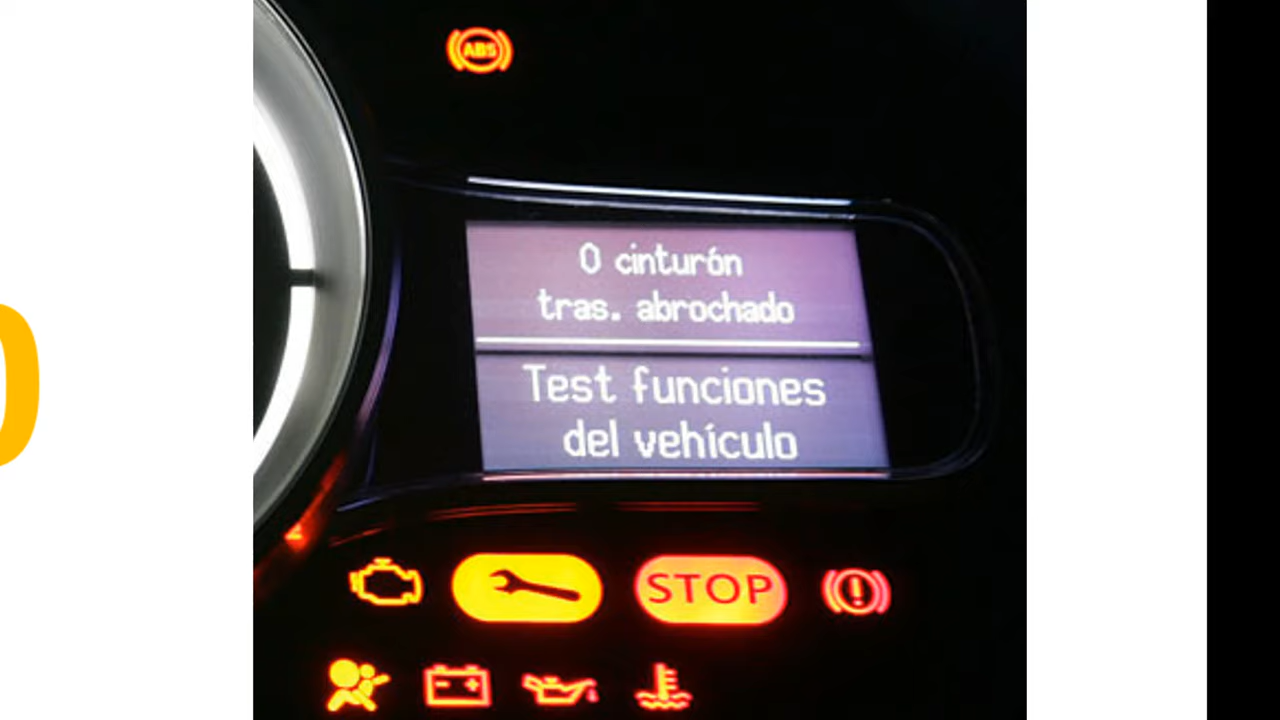 ABS
0 cinturón
tras. abrochado
Test funciones
del vehículo
STOP